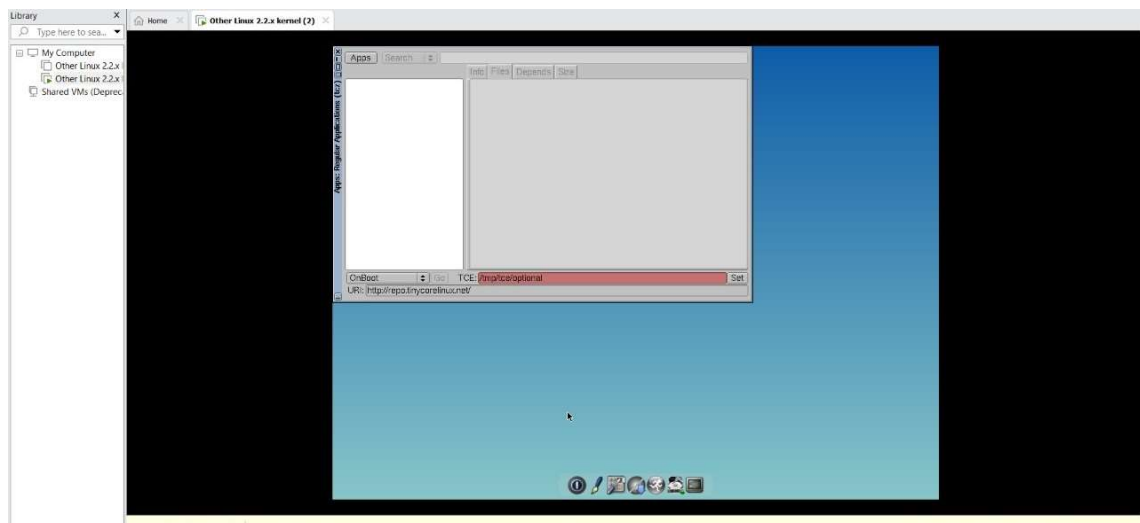 Library X
Home X
Other Linux 2.2.x kernel (2) X
Type here to sea...
My Computer
Other Linux 2.2.x
Other Linux 2.2.x
Shared VMs (Deprec
Apps: Regular Applications (tcz)
Apps Search
Info Files Depends Size
OnBoot Go TCE: /tmp/tce/optional Set
URI: http://repo.tinycorelinux.net/